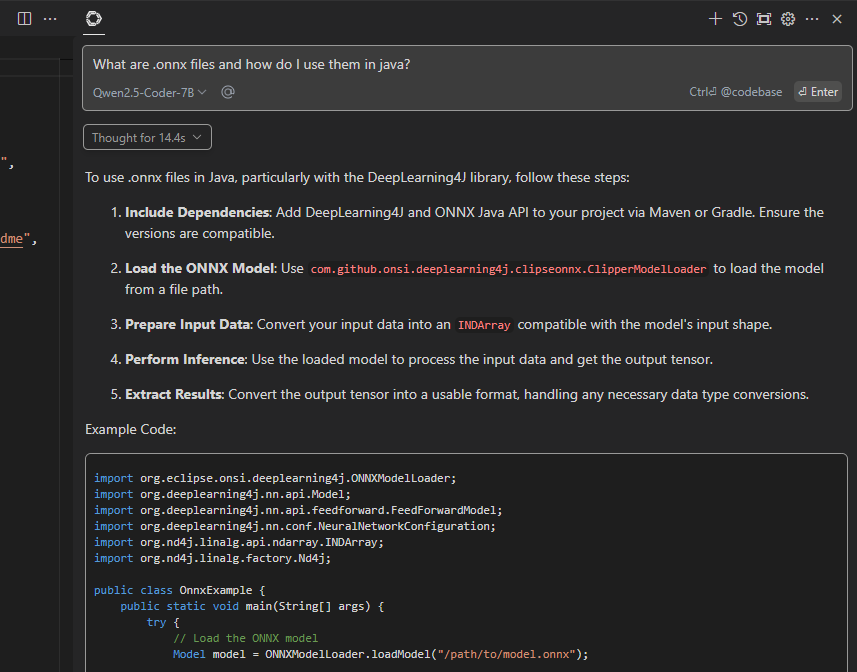 What are .onnx files and how do I use them in java?
Qwen2.5-Coder-7B @ Ctrl⏎ @codebase ⏎ Enter
Thought for 14.4s
",
To use .onnx files in Java, particularly with the DeepLearning4J library, follow these steps:
1. Include Dependencies: Add DeepLearning4J and ONNX Java API to your project via Maven or Gradle. Ensure the
versions are compatible.
dme",
2. Load the ONNX Model: Use com.github.onsi.deeplearning4j.clipseonnx.ClipperModelLoader to load the model
from a file path.
3. Prepare Input Data: Convert your input data into an INDArray compatible with the model's input shape.
4. Perform Inference: Use the loaded model to process the input data and get the output tensor.
5. Extract Results: Convert the output tensor into a usable format, handling any necessary data type conversions.
Example Code:
import org.eclipse.onsi.deeplearning4j.ONNXModelLoader;
import org.deeplearning4j.nn.api.Model;
import org.deeplearning4j.nn.api.feedforward.FeedForwardModel;
import org.deeplearning4j.nn.conf.NeuralNetworkConfiguration;
import org.nd4j.linalg.api.ndarray.INDArray;
import org.nd4j.linalg.factory.Nd4j;
public class OnnxExample {
public static void main(String[] args) {
try {
// Load the ONNX model
Model model = ONNXModelLoader.loadModel("/path/to/model.onnx");